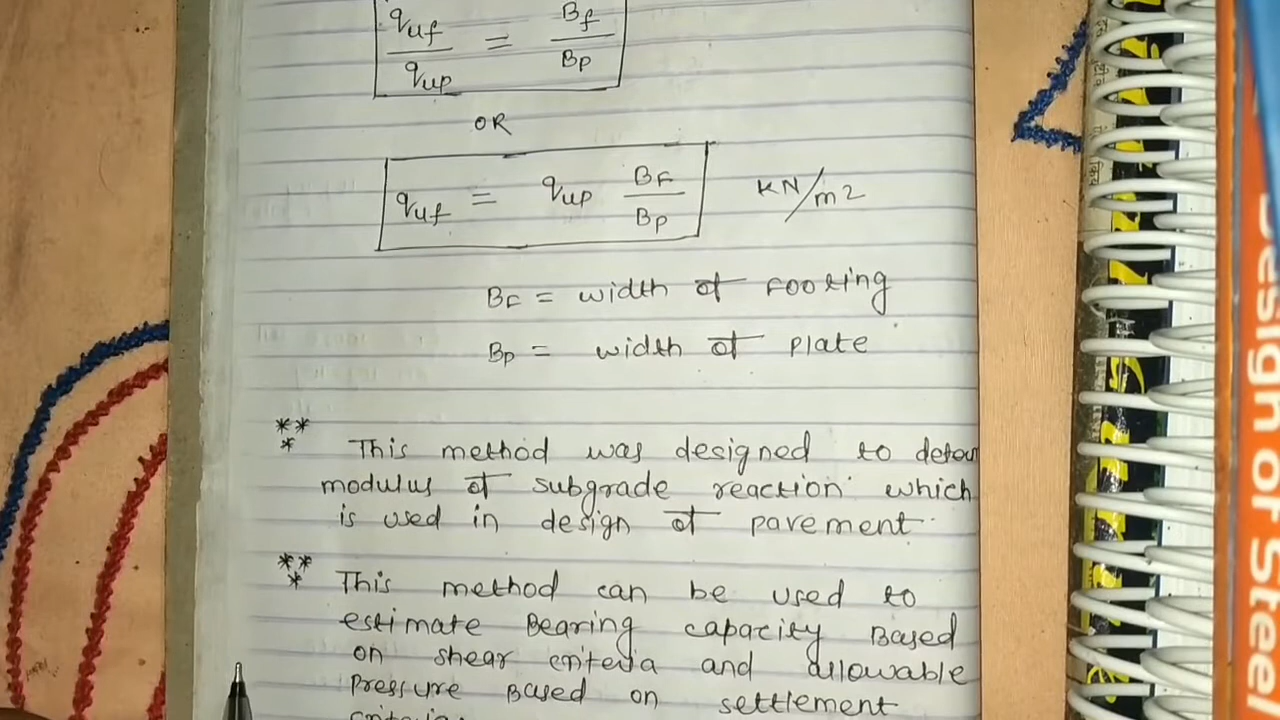 quf/qup = Bf/Bp
OR
quf = qup BF/BP KN/m2
BF = width of Footing
BP = width of Plate
*** This method was designed to
modulus of subgrade reaction which
is used in design of pavement.
*** This method can be used to
estimate Bearing capacity Based
on shear criteria and allowable
Pressure Based on settlement
criteria.
Design of Steel